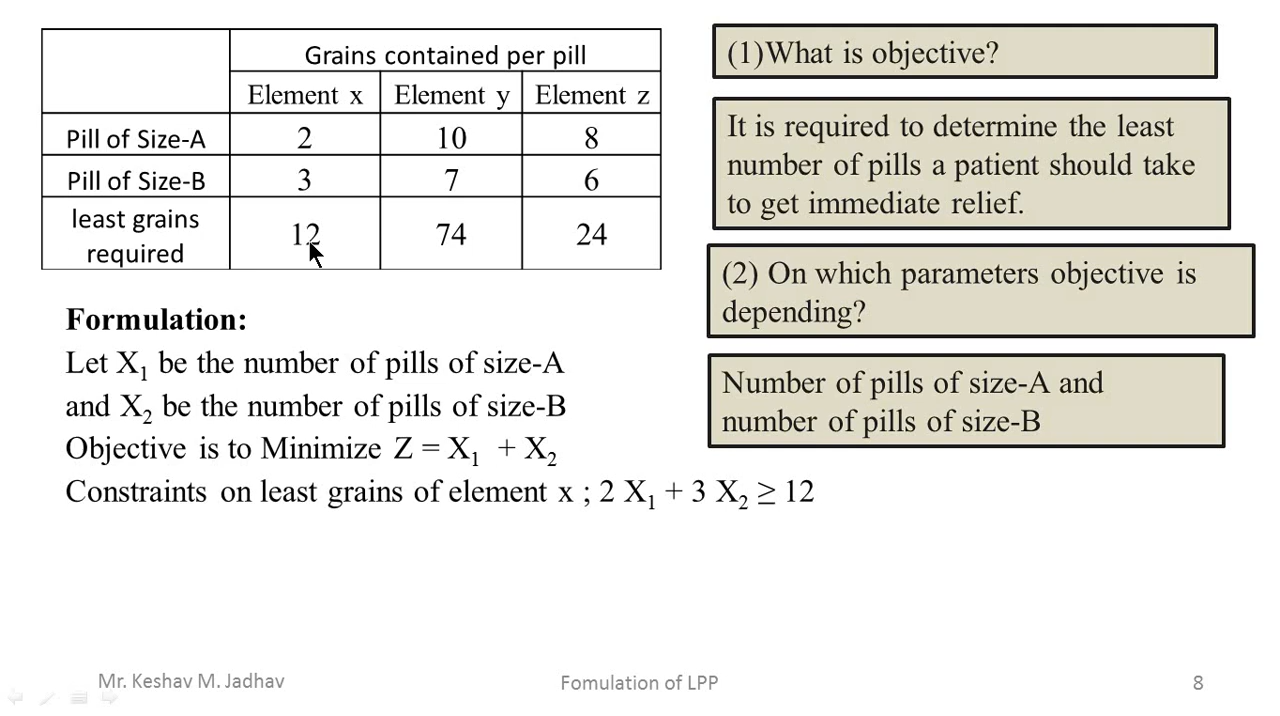 Grains contained per pill
Element x Element y Element z
Pill of Size-A 2 10 8
Pill of Size-B 3 7 6
least grains
required 12 74 24
(1)What is objective?
It is required to determine the least
number of pills a patient should take
to get immediate relief.
(2) On which parameters objective is
depending?
Number of pills of size-A and
number of pills of size-B
Formulation:
Let X₁ be the number of pills of size-A
and X₂ be the number of pills of size-B
Objective is to Minimize Z = X₁ + X₂
Constraints on least grains of element x ; 2 X₁ + 3 X₂ ≥ 12
Mr. Keshav M. Jadhav Fomulation of LPP 8